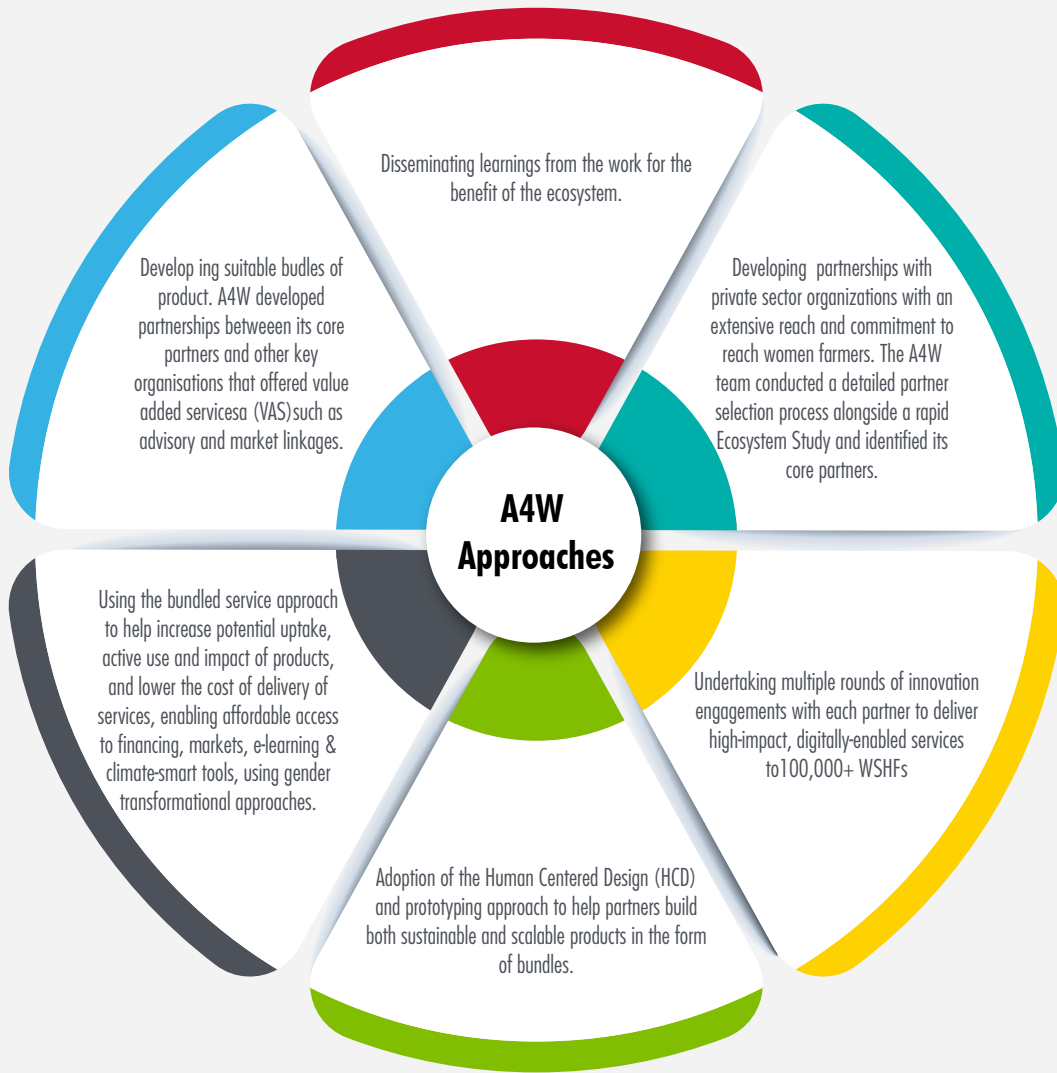 Disseminating learnings from the work for the
benefit of the ecosystem.
Developing partnerships with
private sector organizations with an
extensive reach and commitment to
reach women farmers. The A4W
team conducted a detailed partner
selection process alongside a rapid
Ecosystem Study and identified its
core partners.
Undertaking multiple rounds of innovation
engagements with each partner to deliver
high-impact, digitally-enabled services
to100,000+ WSHFs
Adoption of the Human Centered Design (HCD)
and prototyping approach to help partners build
both sustainable and scalable products in the form
of bundles.
Using the bundled service approach
to help increase potential uptake,
active use and impact of products,
and lower the cost of delivery of
services, enabling affordable access
to financing, markets, e-learning &
climate-smart tools, using gender
transformational approaches.
Develop ing suitable budles of
product. A4W developed
partnerships betweeen its core
partners and other key
organisations that offered value
added servicesa (VAS)such as
advisory and market linkages.
A4W
Approaches